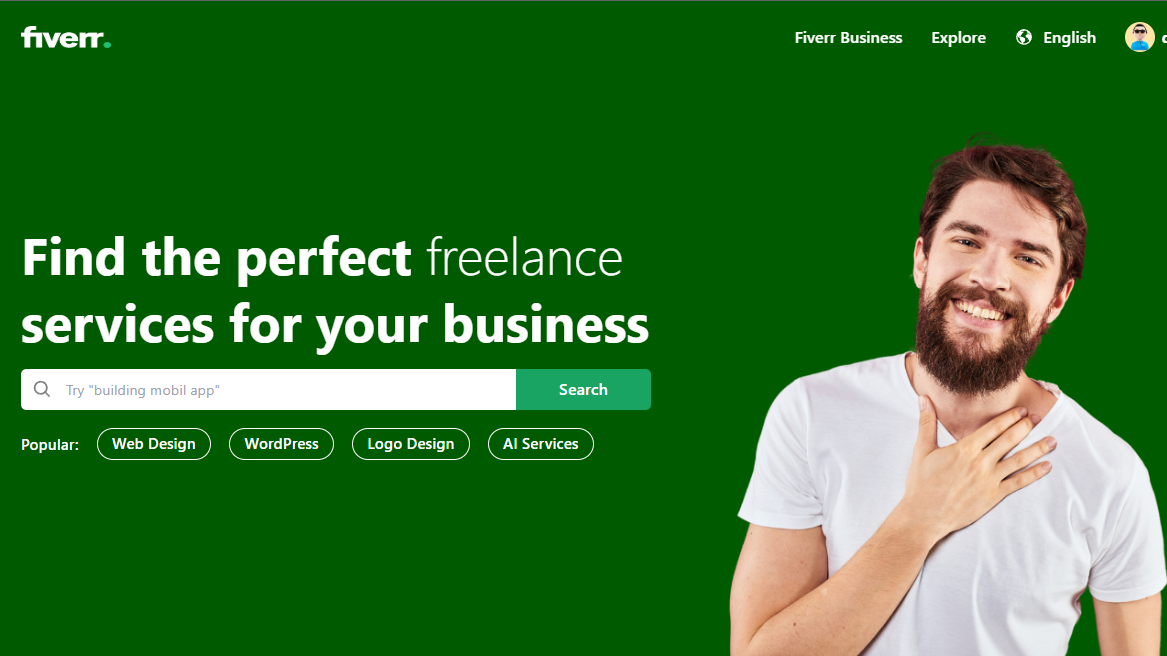 fiverr.
Fiverr Business
Explore
English
Find the perfect freelance
services for your business
Try "building mobil app"
Search
Popular:
Web Design
WordPress
Logo Design
AI Services